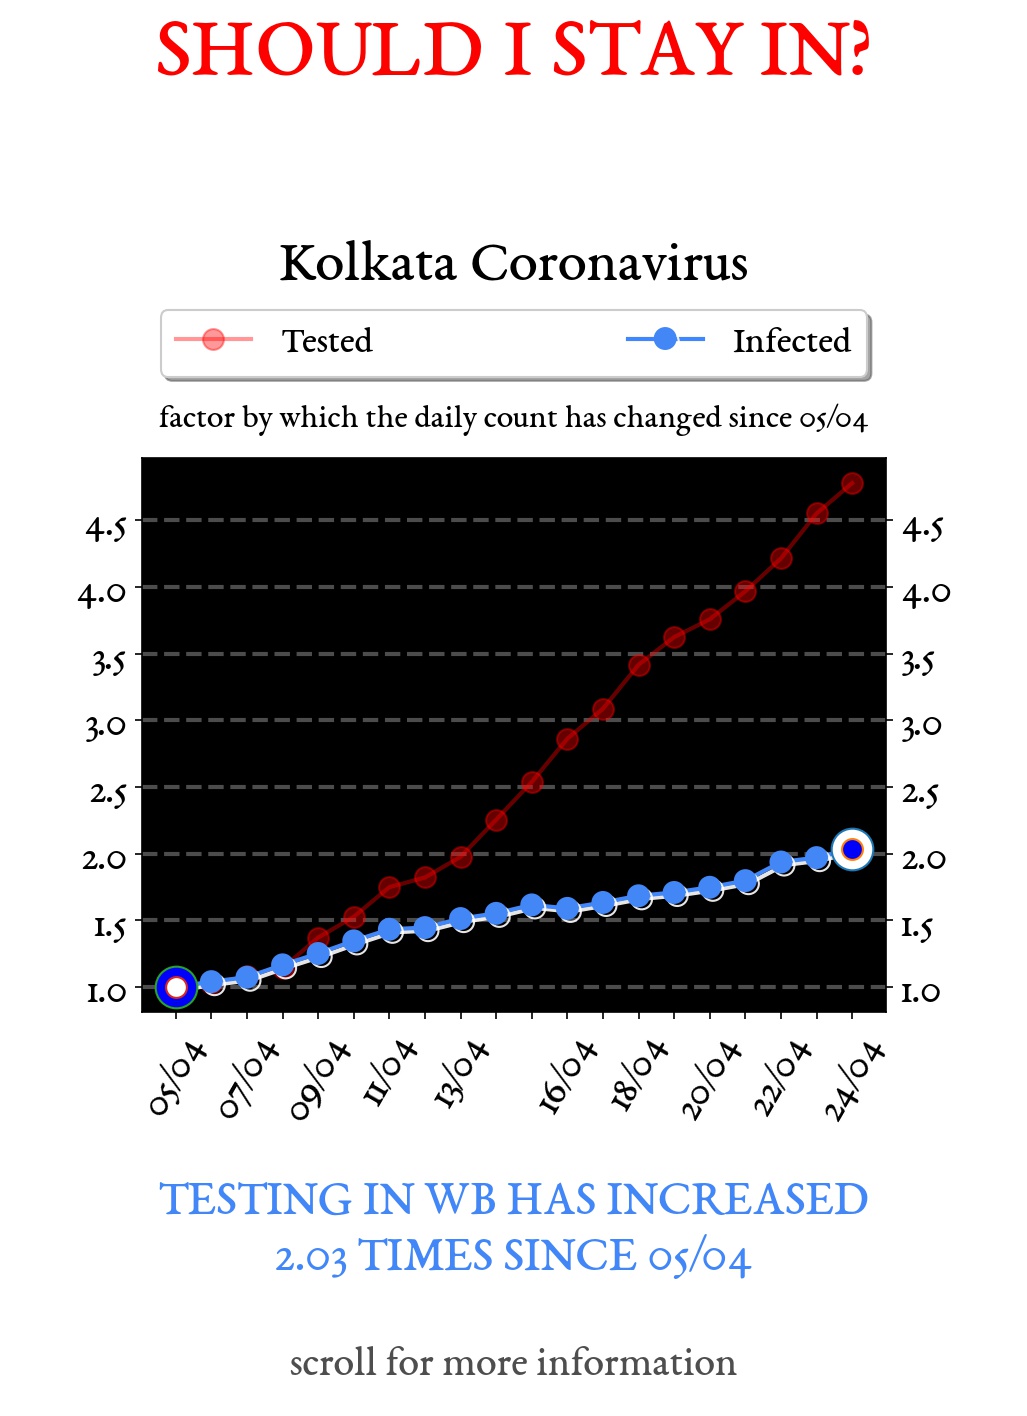 SHOULD I STAY IN?
Kolkata Coronavirus
Tested Infected
factor by which the daily count has changed since 05/04
4.5 4.5
4.0 4.0
3.5 3.5
3.0 3.0
2.5 2.5
2.0 2.0
1.5 1.5
1.0 1.0
05/04 07/04 09/04 11/04 13/04 16/04 18/04 20/04 22/04 24/04
TESTING IN WB HAS INCREASED
2.03 TIMES SINCE 05/04
scroll for more information